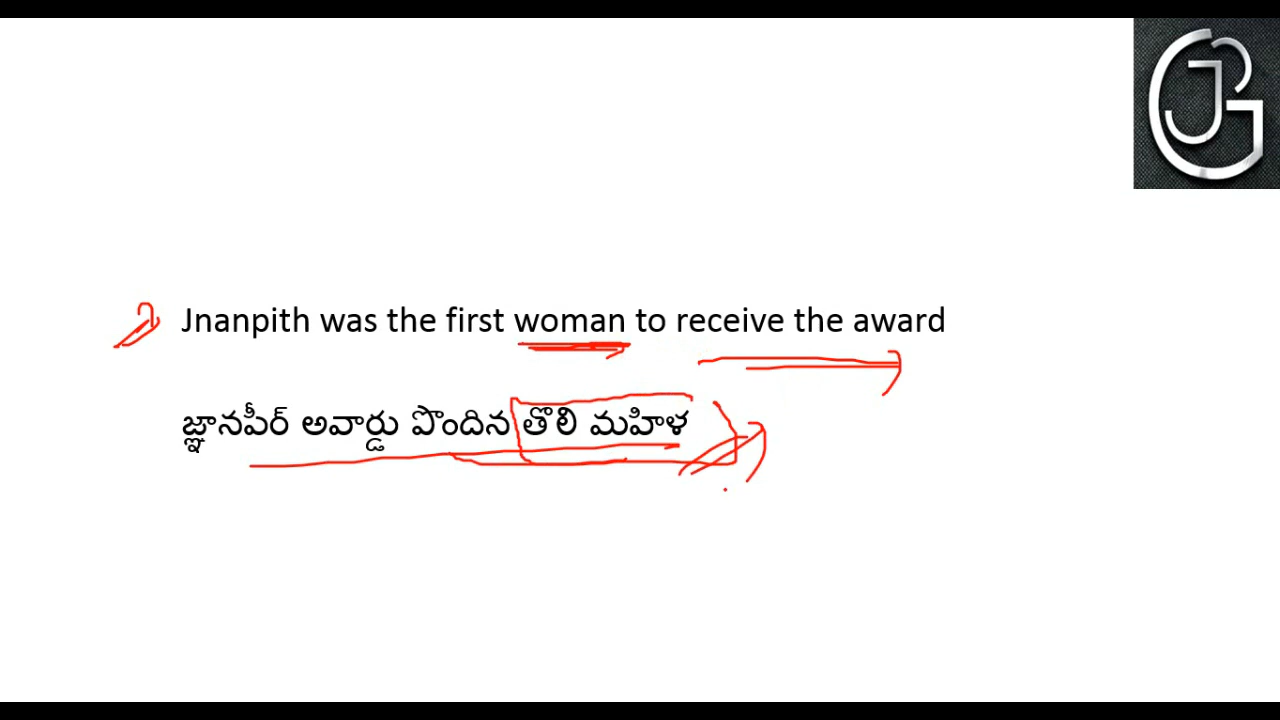 Jnanpith was the first woman to receive the award
జ్ఞానపీర్ అవార్డు పొందిన తొలి మహిళ